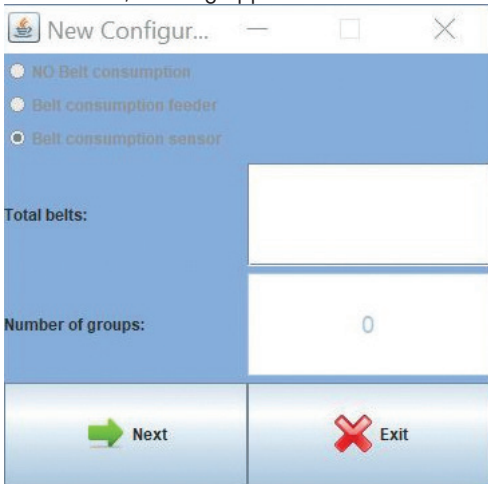 New Configur...
NO Belt consumption
Belt consumption feeder
Belt consumption sensor
Total belts:
Number of groups:
0
Next
Exit